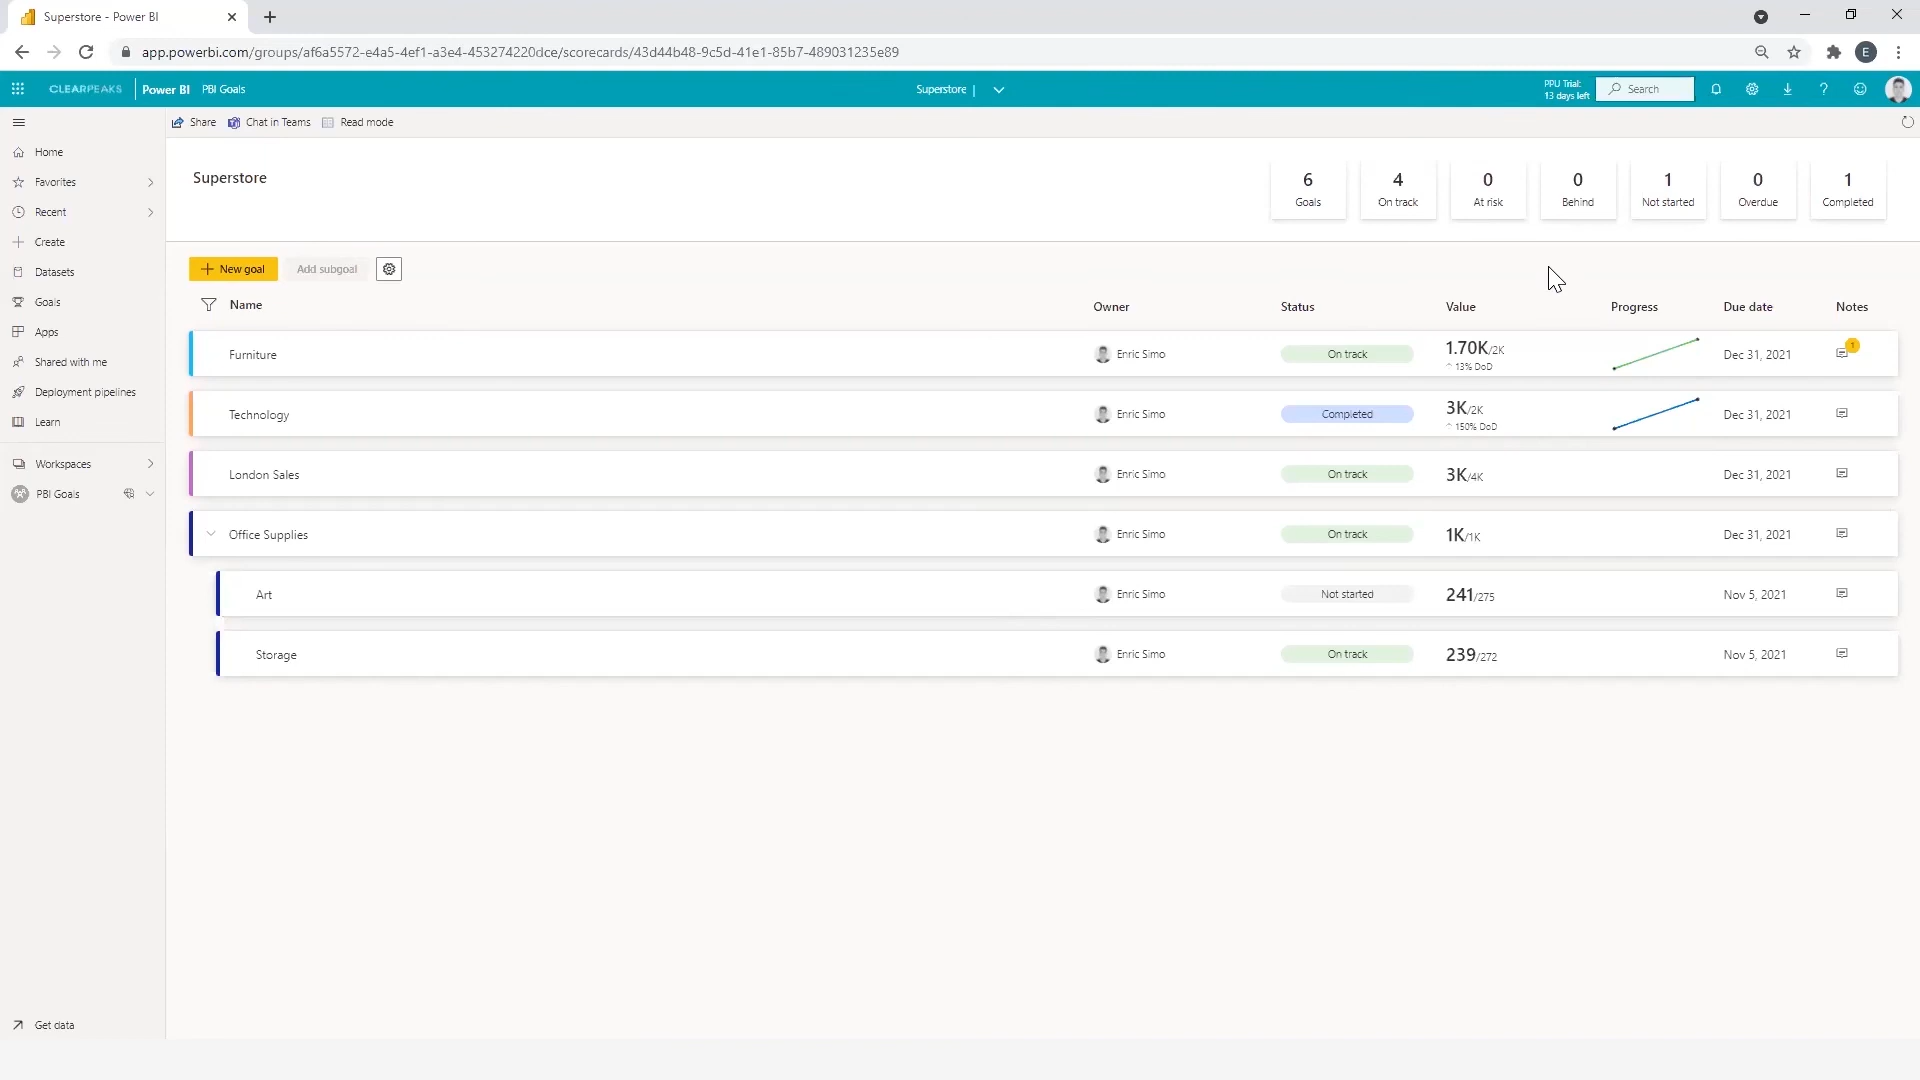 Superstore - Power BI
app.powerbi.com/groups/af6a5572-e4a5-4ef1-a3e4-453274220dce/scorecards/43d44b48-9c5d-41e1-85b7-489031235e89
E
CLEARPEAKS Power BI PBI Goals Superstore | PPU Trial: 13 days left Search ?
Share Chat in Teams Read mode
Home
Favorites
Recent
Create
Datasets
Goals
Apps
Shared with me
Deployment pipelines
Learn
Workspaces
PBI Goals
Get data
Superstore
6 4 0 0 1 0 1
Goals On track At risk Behind Not started Overdue Completed
New goal Add subgoal
Name Owner Status Value Progress Due date Notes
Furniture Enric Simo On track 1.70K/2K Dec 31, 2021 1
13% DoD
Technology Enric Simo Completed 3K/2K Dec 31, 2021
150% DoD
London Sales Enric Simo On track 3K/4K Dec 31, 2021
Office Supplies Enric Simo On track 1K/1K Dec 31, 2021
Art Enric Simo Not started 241/275 Nov 5, 2021
Storage Enric Simo On track 239/272 Nov 5, 2021